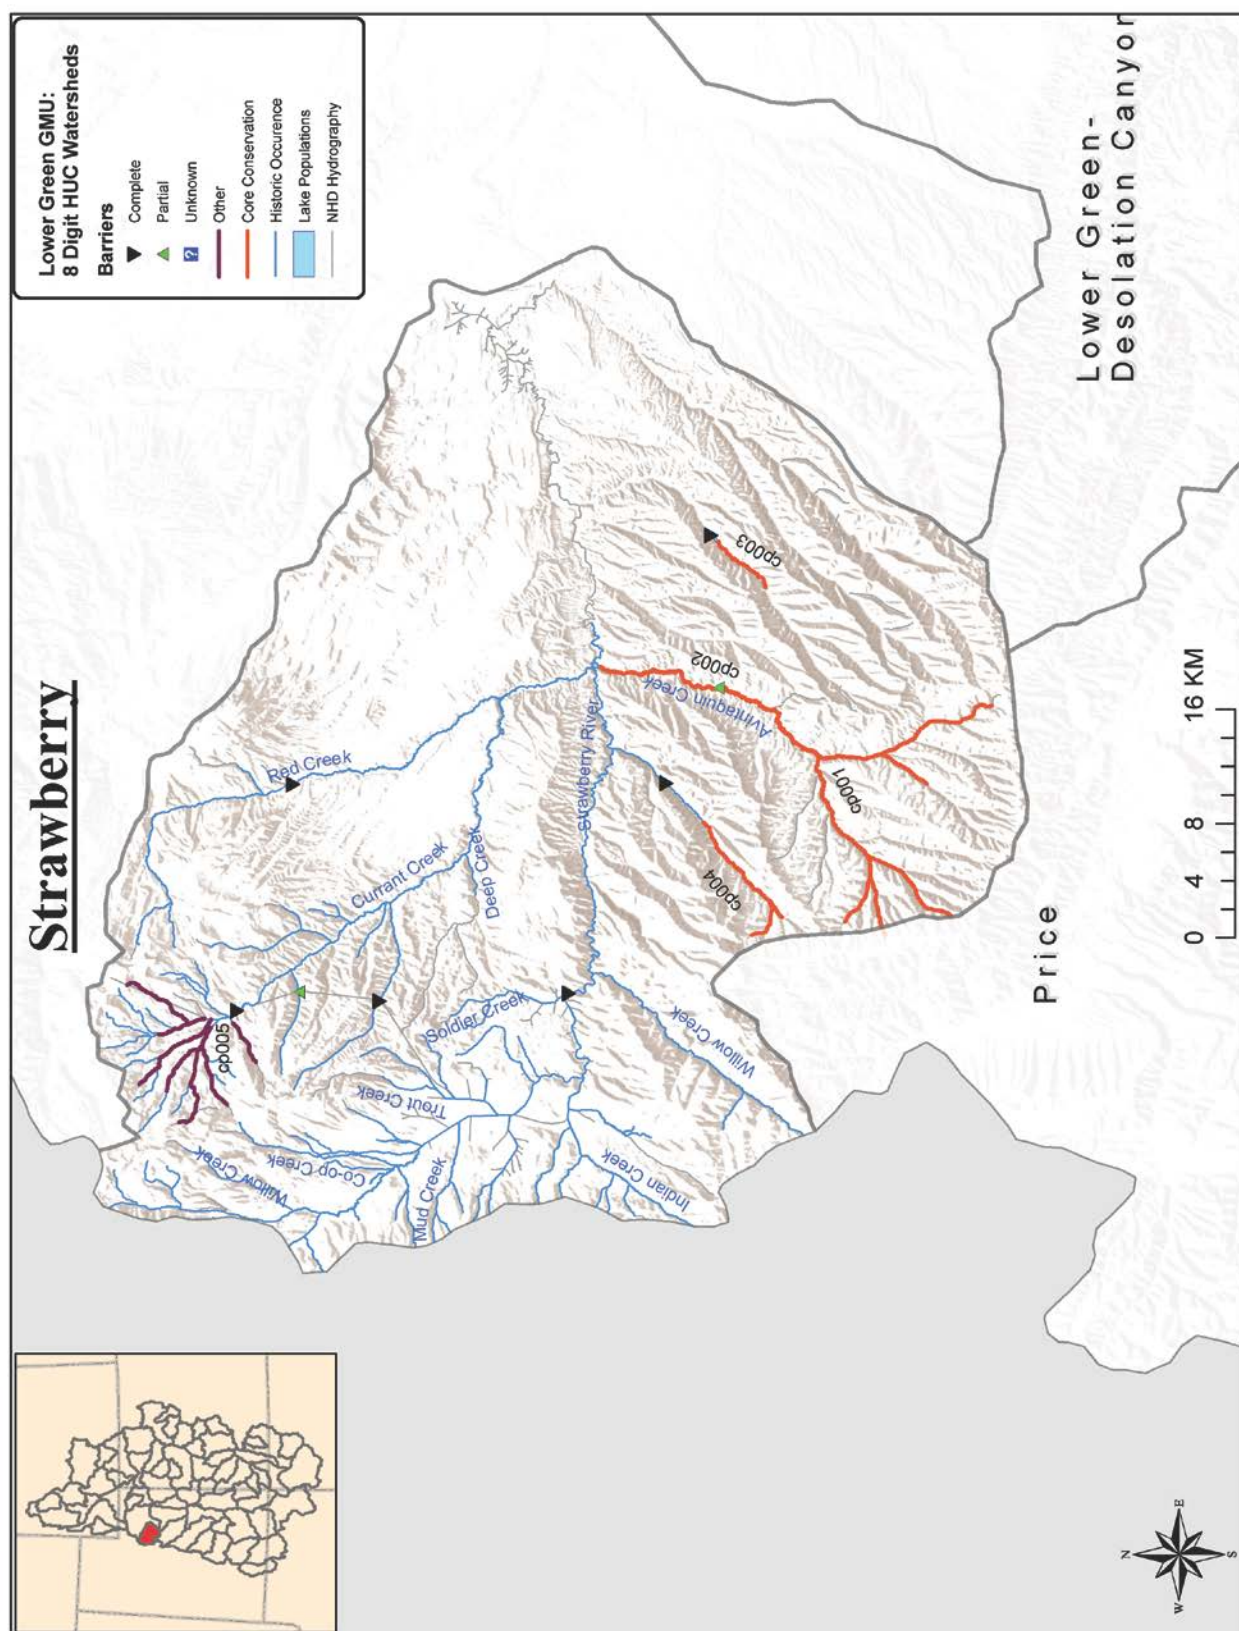 Strawberry
Lower Green GMU:
8 Digit HUC Watersheds
Barriers
Complete
Partial
?
Unknown
Other
Core Conservation
Historic Occurence
Lake Populations
NHD Hydrography
cp005
Red Creek
Currant Creek
Deep Creek
Soldier Creek
Trout Creek
Co-op Creek
Willow Creek
Mud Creek
Strawberry River
Indian Creek
Willow Creek
Avintaquin Creek
cp002
cp003
cp004
cp001
Price
Lower Green-
Desolation Canyon
0 4 8 16 KM
N
W
E
S